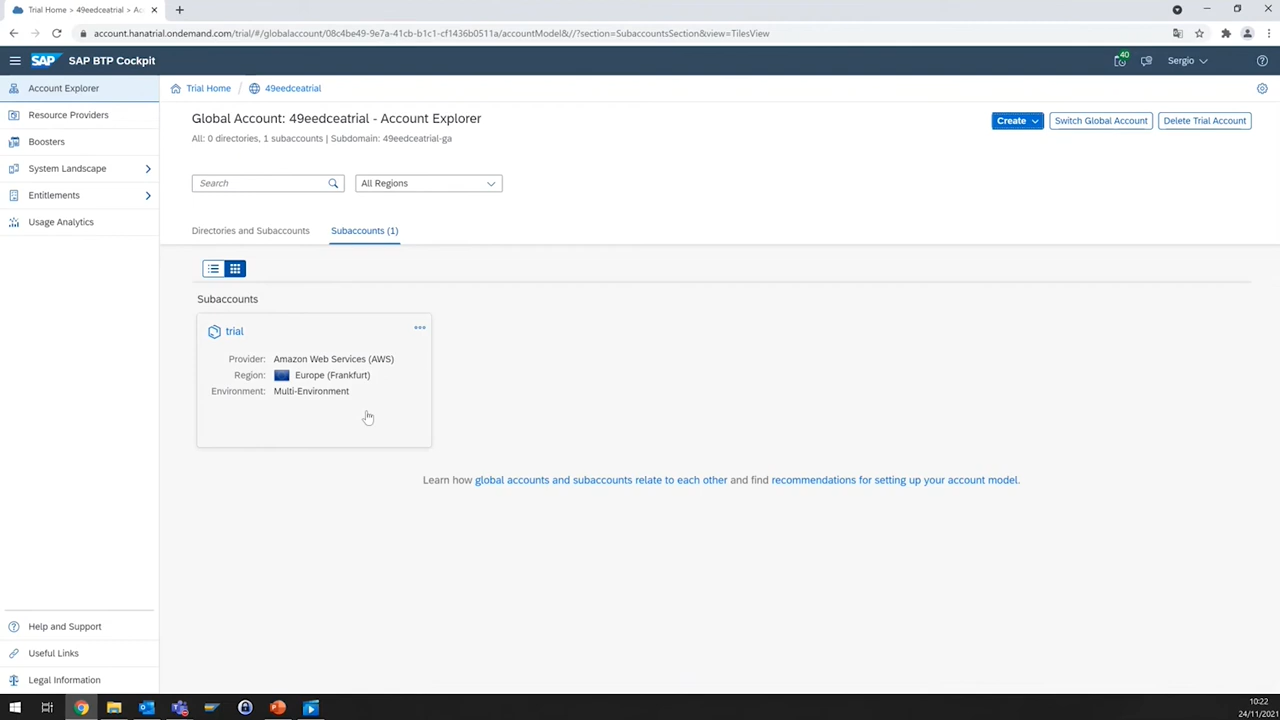 Trial Home > 49eedceatrial > Ac
account.hanatrial.ondemand.com/trial/#/globalaccount/08c4be49-9e7a-41cb-b1c1-cf1436b0511a/accountModel&//?section=SubaccountsSection&view=TilesView
SAP SAP BTP Cockpit
40
Sergio
Account Explorer
Resource Providers
Boosters
System Landscape
Entitlements
Usage Analytics
Trial Home / 49eedceatrial
Global Account: 49eedceatrial - Account Explorer
All: 0 directories, 1 subaccounts | Subdomain: 49eedceatrial-ga
Create
Switch Global Account
Delete Trial Account
Search
All Regions
Directories and Subaccounts
Subaccounts (1)
Subaccounts
trial
Provider: Amazon Web Services (AWS)
Region: Europe (Frankfurt)
Environment: Multi-Environment
Learn how global accounts and subaccounts relate to each other and find recommendations for setting up your account model.
Help and Support
Useful Links
Legal Information
10:22
24/11/2021